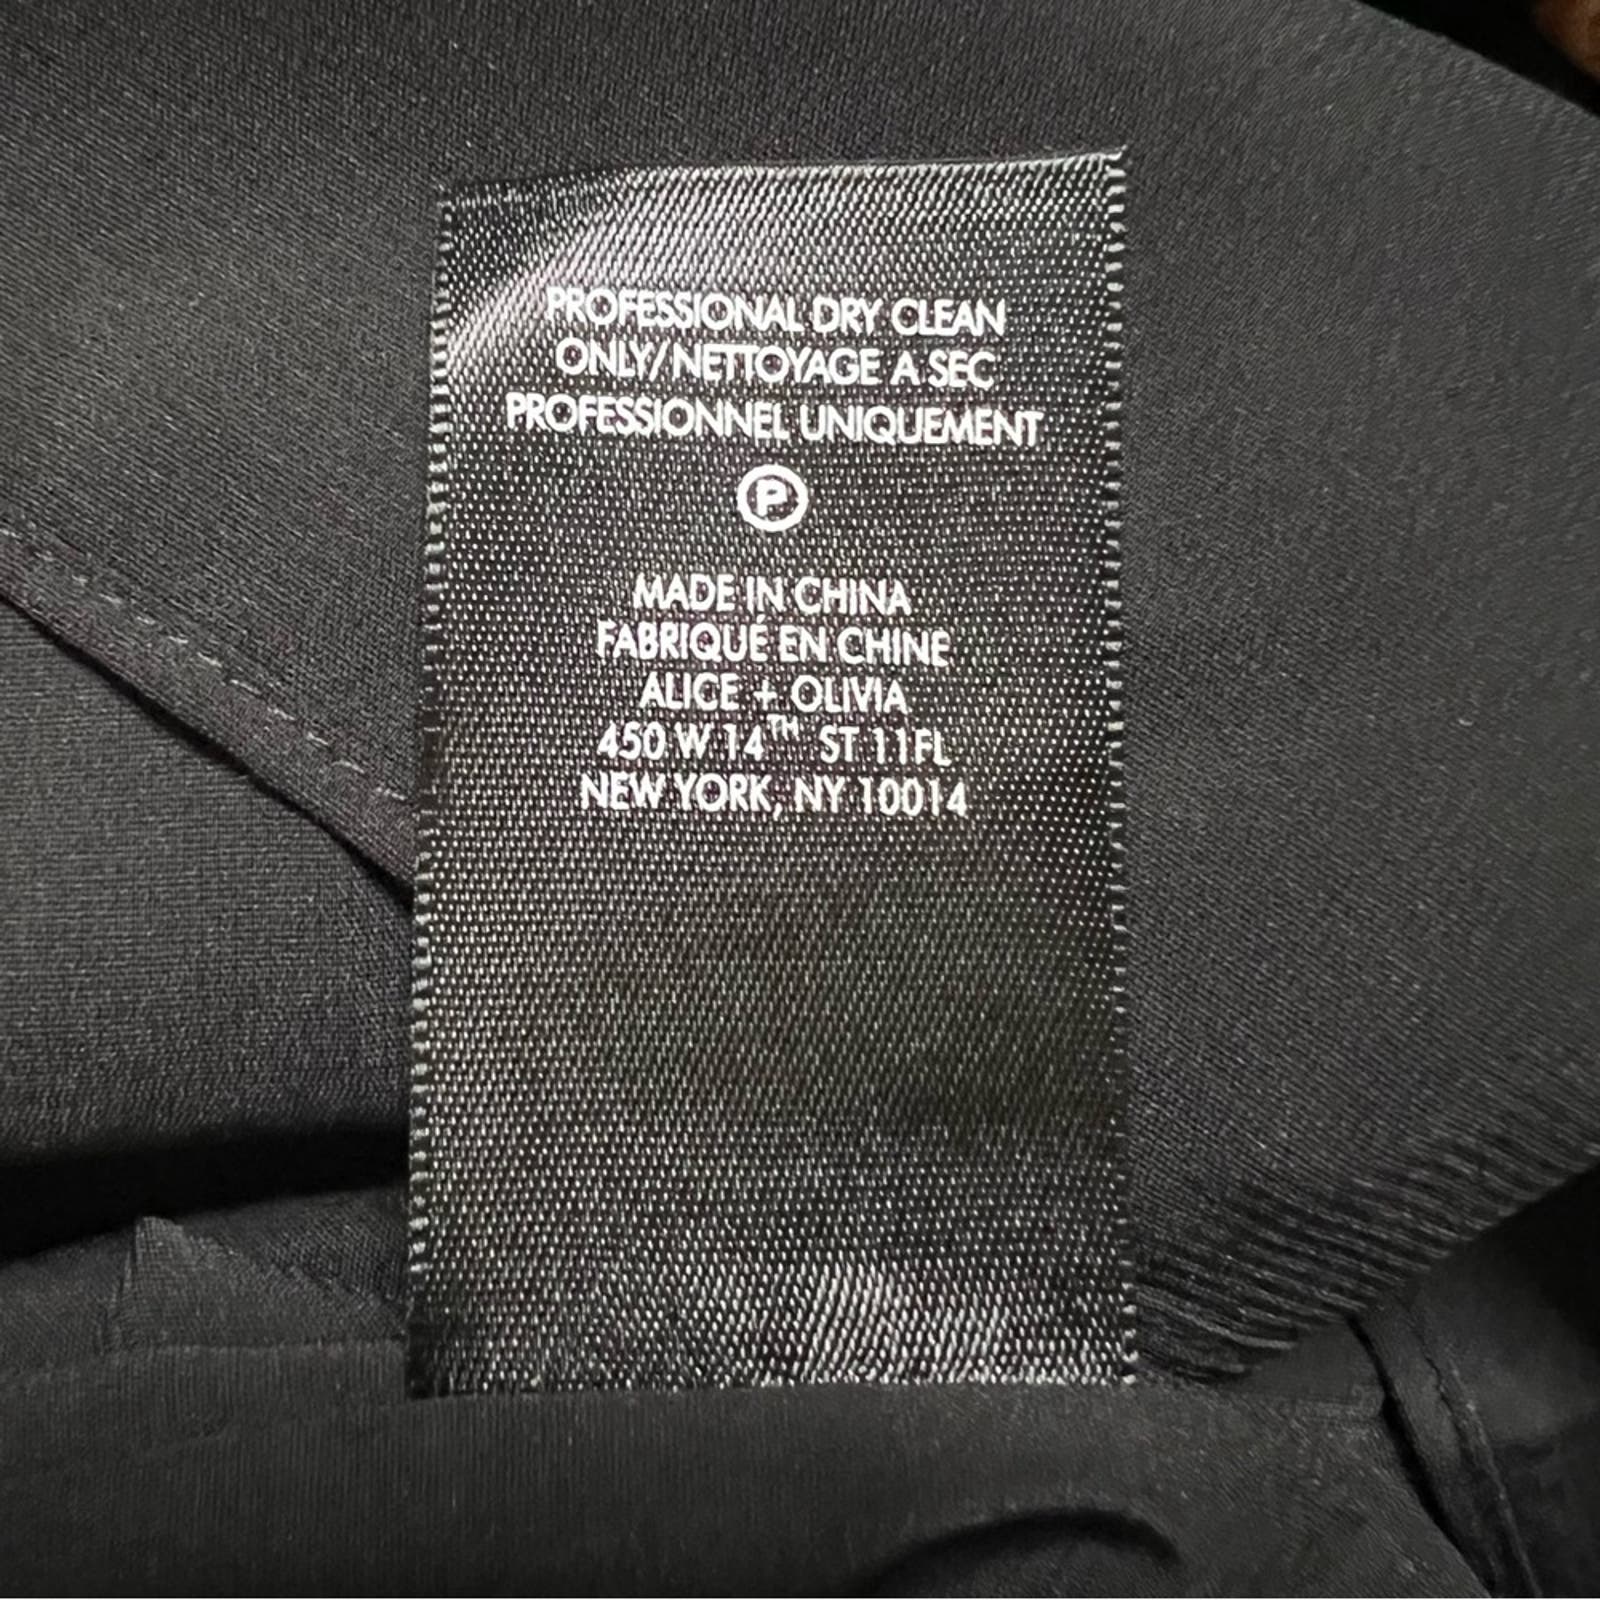 PROFESSIONAL DRY CLEAN
ONLY/NETTOYAGE A SEC
PROFESSIONNEL UNIQUEMENT
P
MADE IN CHINA
FABRIQUÉ EN CHINE
ALICE + OLIVIA
450 W 14TH ST 11FL
NEW YORK, NY 10014